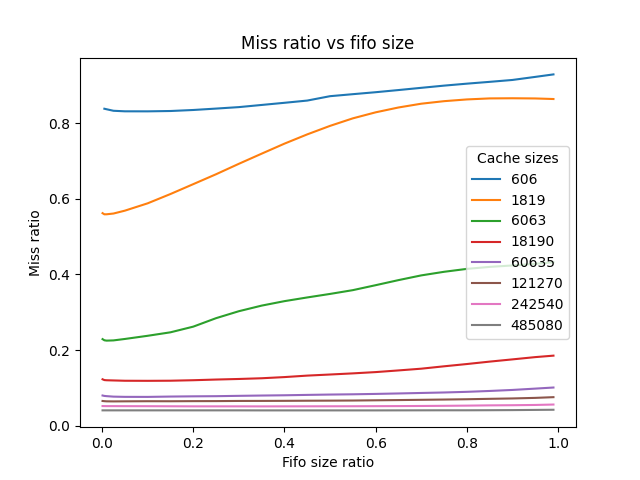 Miss ratio vs fifo size
Miss ratio
0.8
0.6
0.4
0.2
0.0
Cache sizes
606
1819
6063
18190
60635
121270
242540
485080
0.0 0.2 0.4 0.6 0.8 1.0
Fifo size ratio